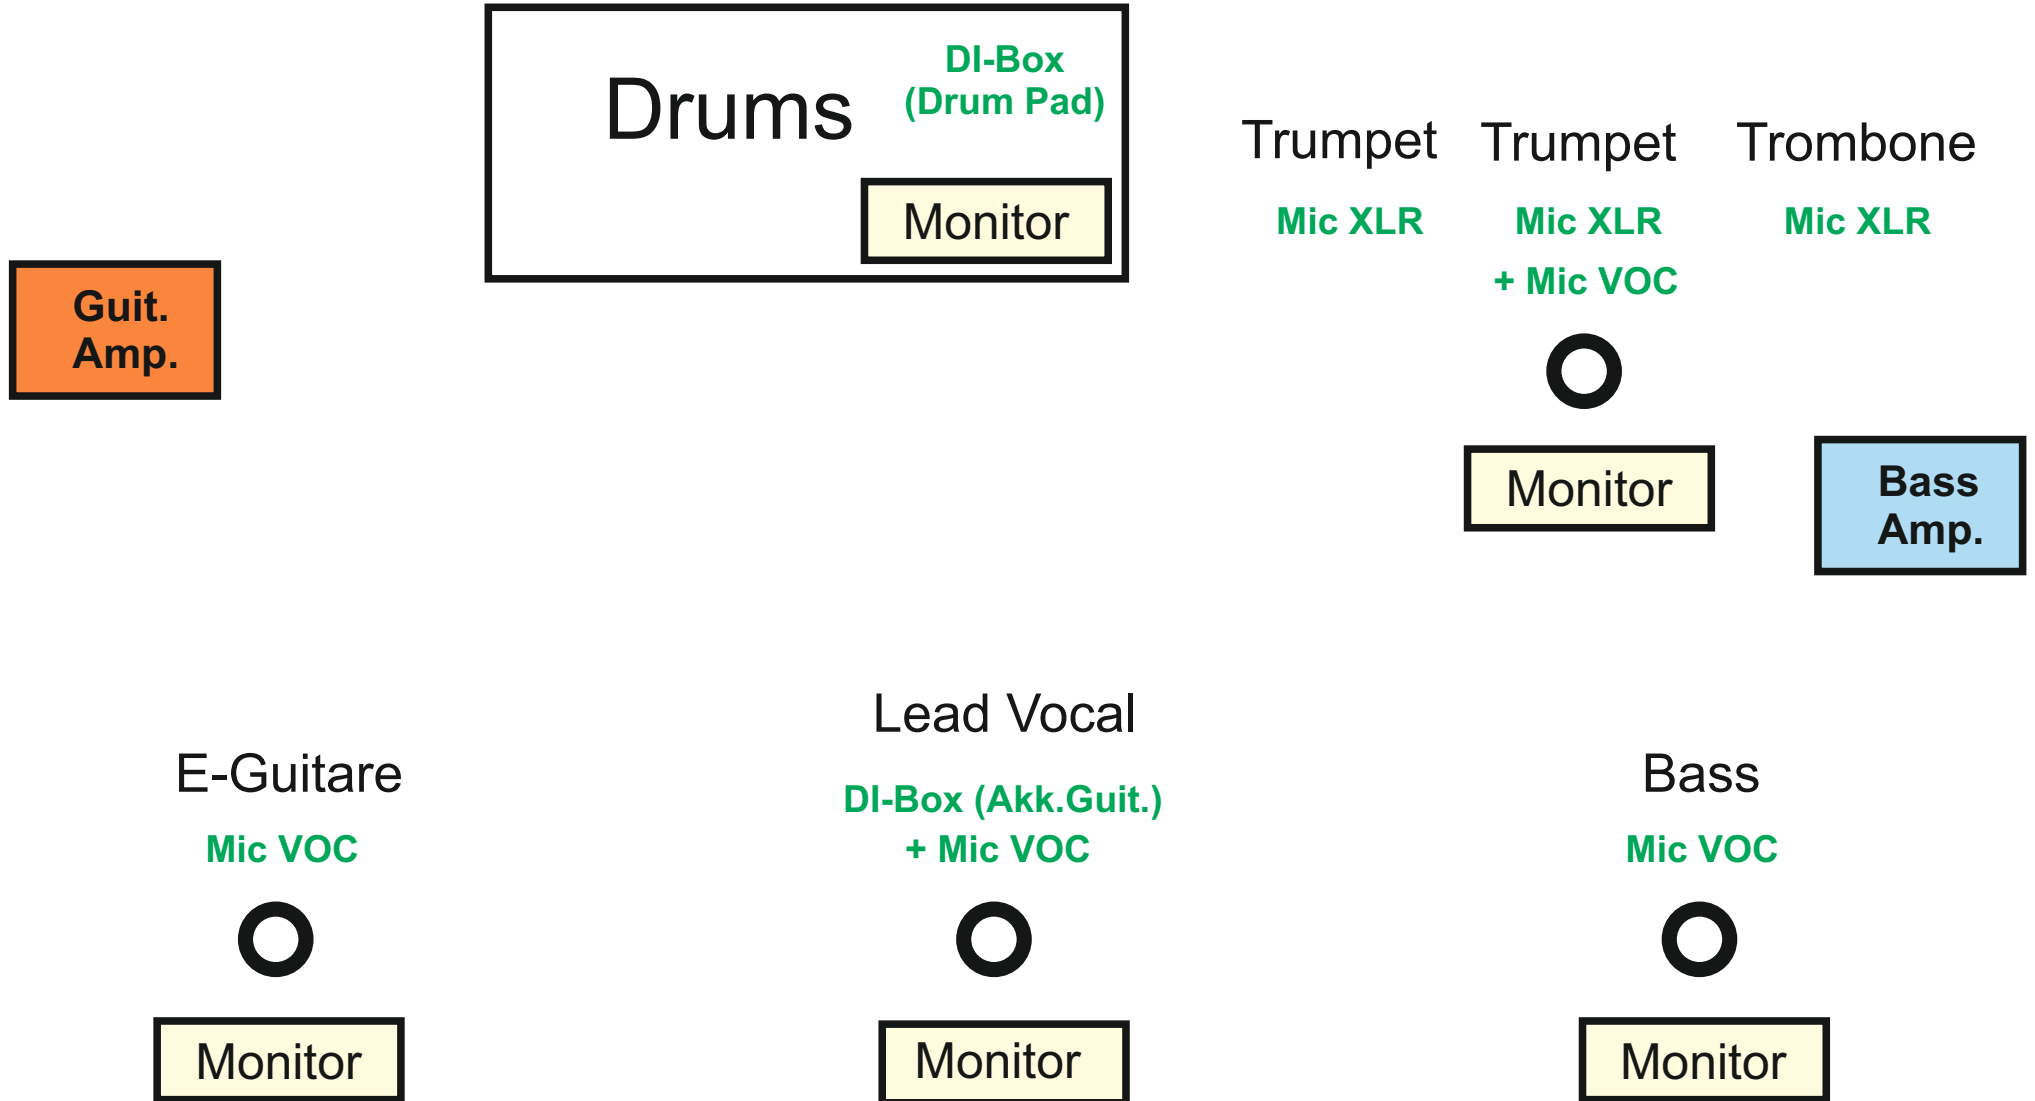 Drums
DI-Box
(Drum Pad)
Monitor
Trumpet
Mic XLR
Trumpet
Mic XLR
+ Mic VOC
Trombone
Mic XLR
Monitor
Guit.
Amp.
Bass
Amp.
E-Guitare
Mic VOC
Monitor
Lead Vocal
DI-Box (Akk.Guit.)
+ Mic VOC
Monitor
Bass
Mic VOC
Monitor